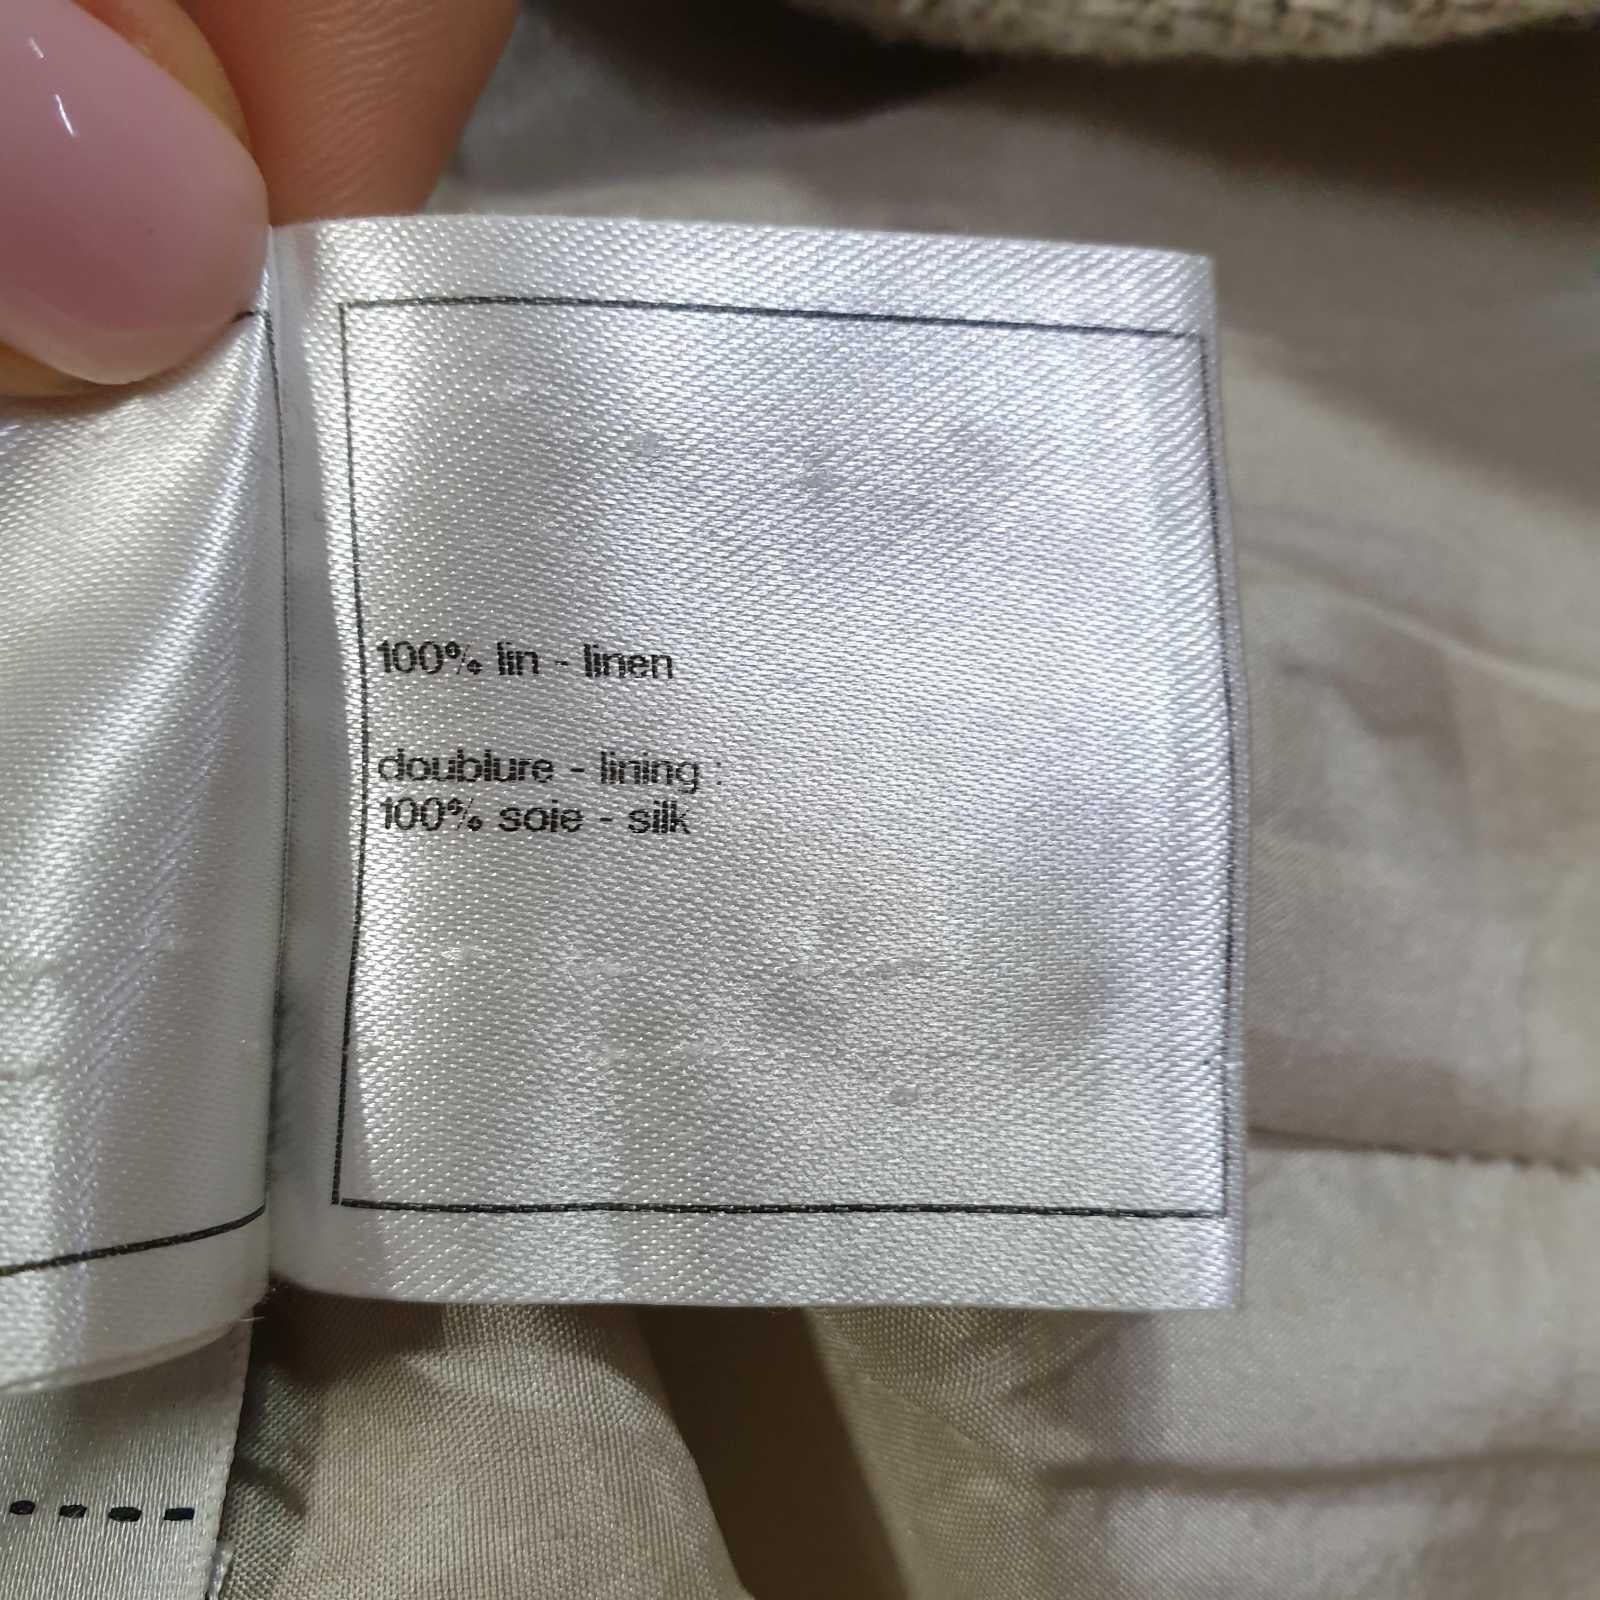 100% lin - linen
doublure - lining :
100% soie - silk